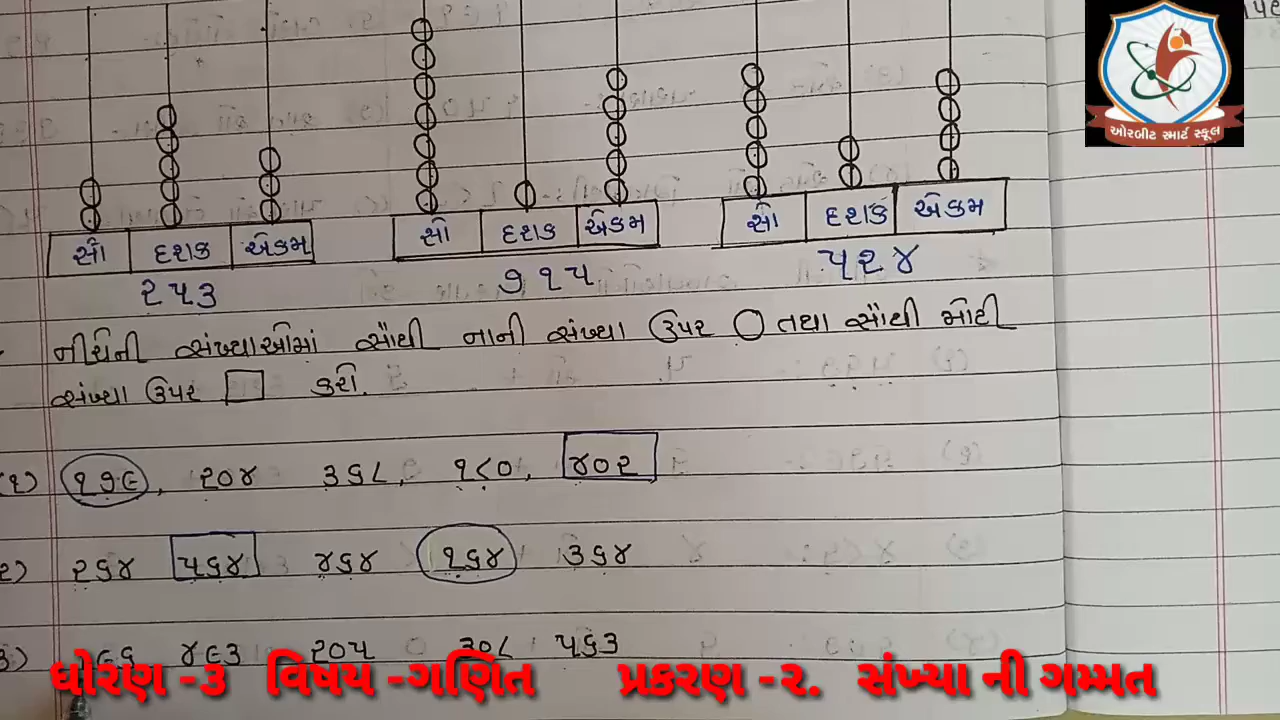 ઓરબીટ સ્માર્ટ સ્કૂલ
સૌ દશક એકમ સૌ દશક એકમ સૌ દશક એકમ
૨૫૩ ૭૧૫ ૫૨૪
નીચેની સંખ્યાઓમાં સૌથી નાની સંખ્યા ઉપર ◯ તથા સૌથી મોટી
સંખ્યા ઉપર □ કરો.
(૧) ૧૭૯, ૨૦૪ ૩૬૮, ૧૮૦, ૪૦૨
૨) ૨૬૪ ૫૬૪ ૪૬૪ ૧૬૪ ૩૬૪
૩) ૪૯૩ ૨૦૫ ૩૦૮ ૫૬૩
ધોરણ -૩ વિષય -ગણિત પ્રકરણ -૨. સંખ્યા ની ગમ્મત